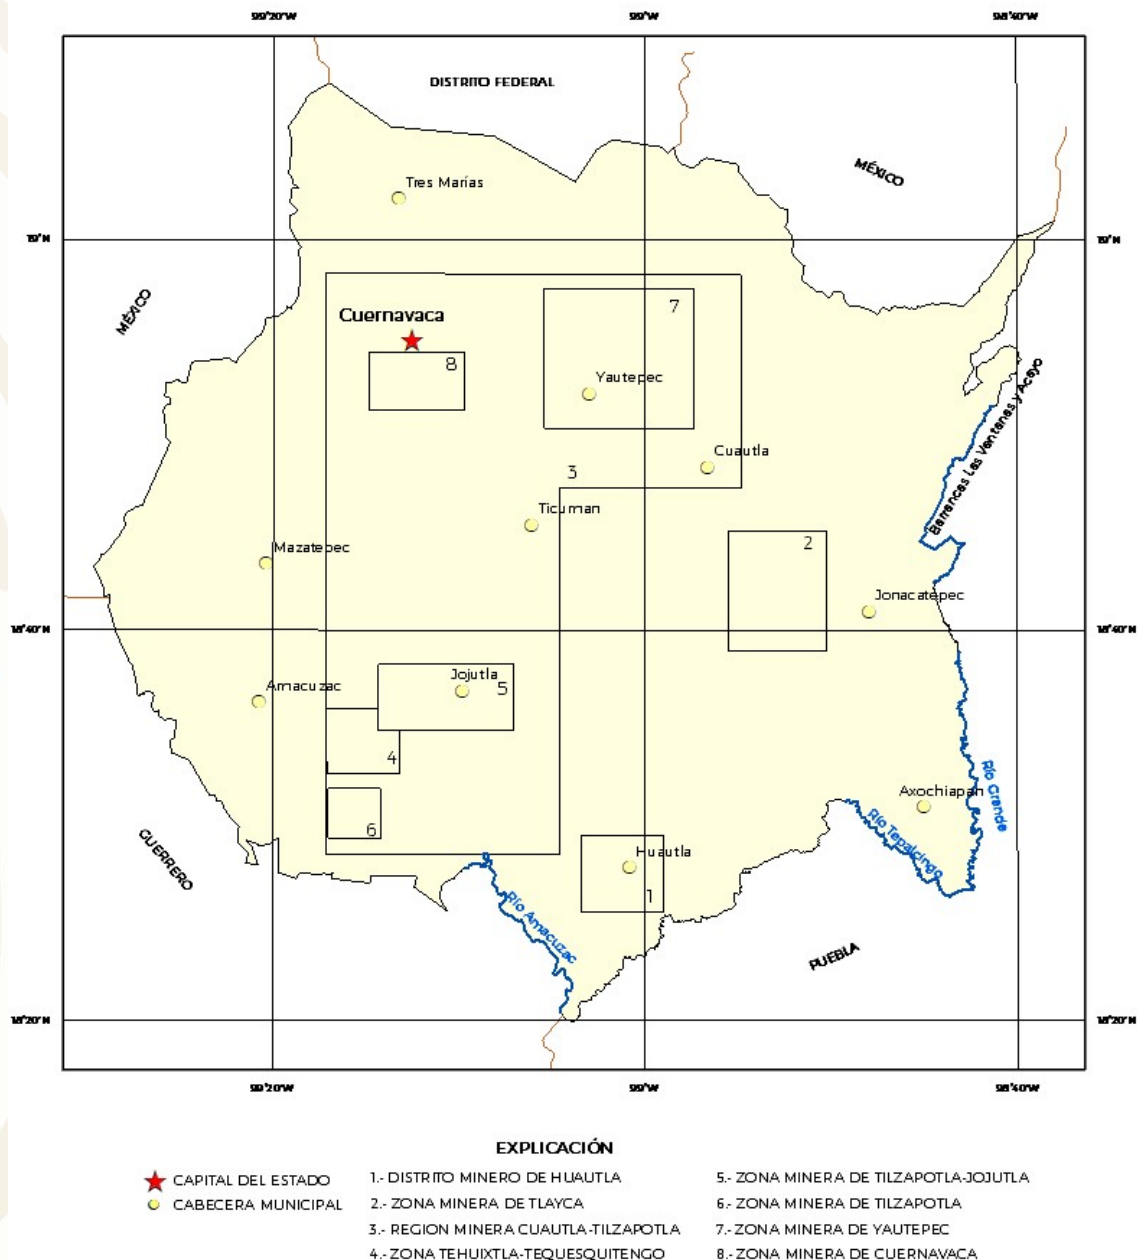 99°20'W 99°W 98°40'W
DISTRITO FEDERAL
MÉXICO
Tres Marías
19°N 19°N
MÉXICO
Cuernavaca
7
8
Yautepec
Barrancas Las Ventanas y Acayo
Cuautla
3
Ticuman
2
Mazatepec
Jonacatepec
18°40'N 18°40'N
Jojutla
5
Amacuzac
4
Río Grande
Axochiapan
6
Río Tepalcingo
GUERRERO
Huautla
1
Río Amacuzac
PUEBLA
18°20'N 18°20'N
99°20'W 99°W 98°40'W
EXPLICACIÓN
CAPITAL DEL ESTADO
CABECERA MUNICIPAL
1.- DISTRITO MINERO DE HUAUTLA
2.- ZONA MINERA DE TLAYCA
3.- REGION MINERA CUAUTLA-TILZAPOTLA
4.- ZONA TEHUIXTLA-TEQUESQUITENGO
5.- ZONA MINERA DE TILZAPOTLA-JOJUTLA
6.- ZONA MINERA DE TILZAPOTLA
7.- ZONA MINERA DE YAUTEPEC
8.- ZONA MINERA DE CUERNAVACA